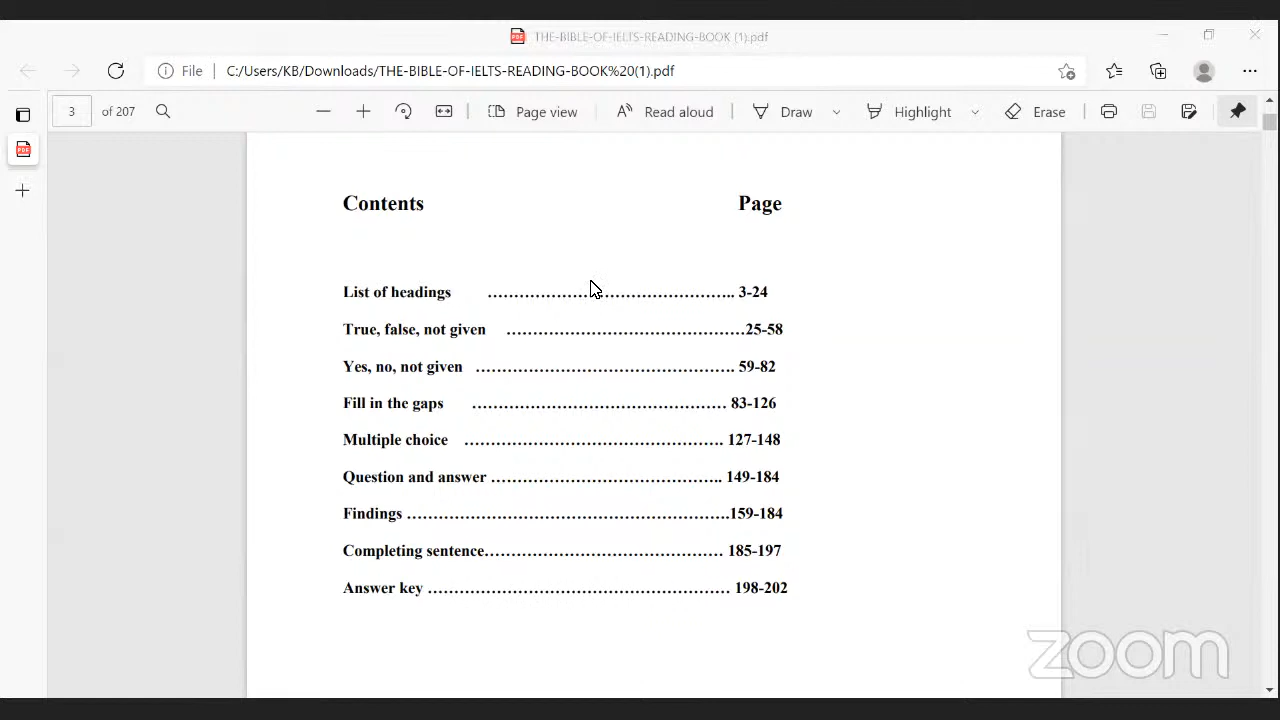 THE-BIBLE-OF-IELTS-READING-BOOK (1).pdf
File C:/Users/KB/Downloads/THE-BIBLE-OF-IELTS-READING-BOOK%20(1).pdf
3 of 207 Page view Read aloud Draw Highlight Erase
Contents Page
List of headings ……………………………………….. 3-24
True, false, not given ………………………………………25-58
Yes, no, not given …………………………………………. 59-82
Fill in the gaps ………………………………………… 83-126
Multiple choice …………………………………………. 127-148
Question and answer …………………………………….. 149-184
Findings …………………………………………………….159-184
Completing sentence……………………………………… 185-197
Answer key ………………………………………………… 198-202
zoom